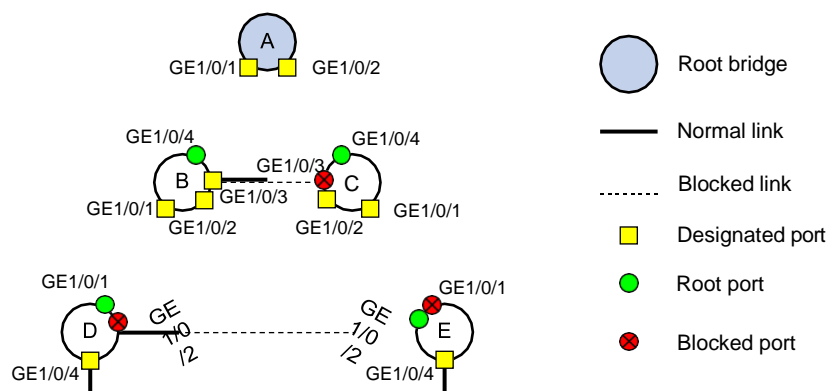 A
GE1/0/1
GE1/0/2
Root bridge
GE1/0/4
GE1/0/4
Normal link
GE1/0/3
B
C
GE1/0/3
Blocked link
GE1/0/1
GE1/0/1
GE1/0/2
GE1/0/2
Designated port
GE1/0/1
GE1/0/1
Root port
GE
1/0
/2
GE
1/0
/2
D
E
Blocked port
GE1/0/4
GE1/0/4